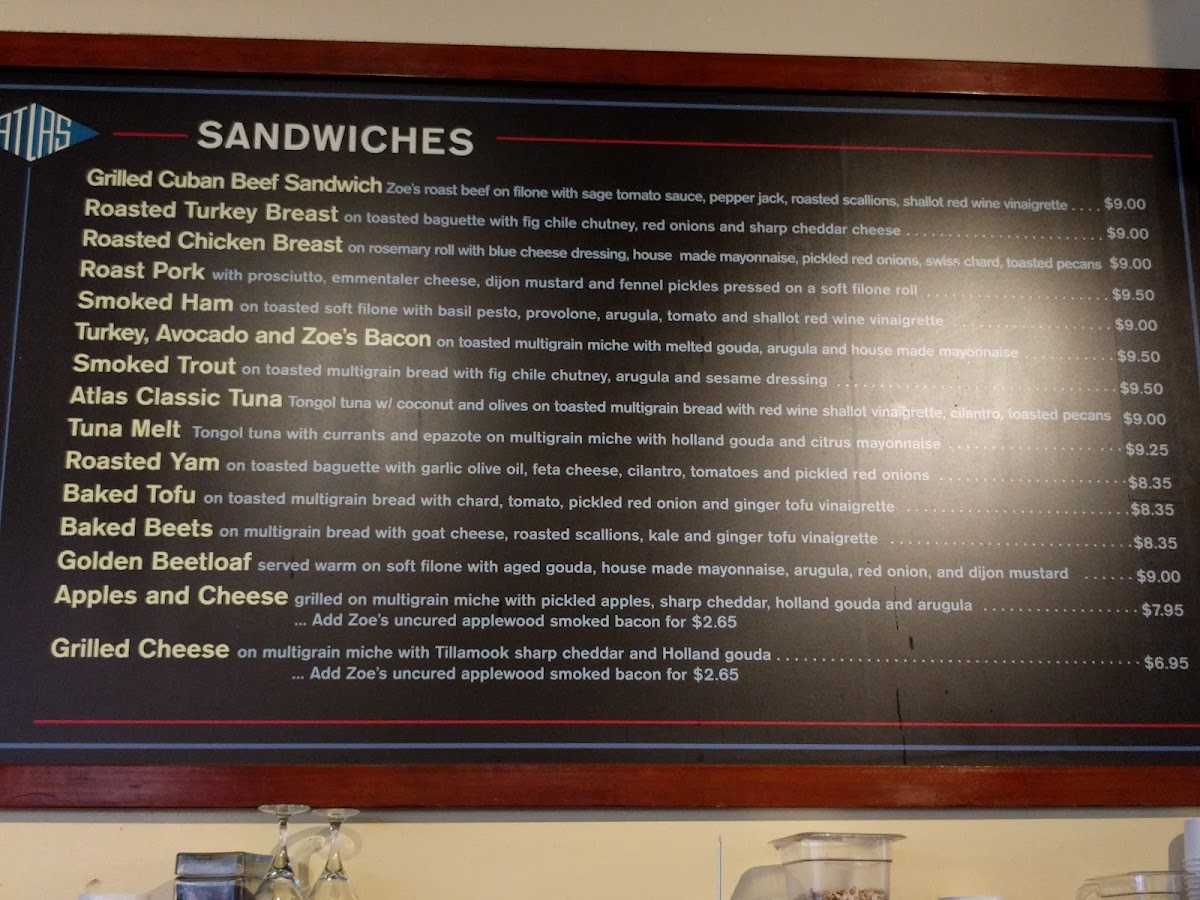 ATLAS
SANDWICHES
Grilled Cuban Beef Sandwich Zoe's roast beef on filone with sage tomato sauce, pepper jack, roasted scallions, shallot red wine vinaigrette .... $9.00
Roasted Turkey Breast on toasted baguette with fig chile chutney, red onions and sharp cheddar cheese .............................. $9.00
Roasted Chicken Breast on rosemary roll with blue cheese dressing, house made mayonnaise, pickled red onions, swiss chard, toasted pecans $9.00
Roast Pork with prosciutto, emmentaler cheese, dijon mustard and fennel pickles pressed on a soft filone roll .............................. $9.50
Smoked Ham on toasted soft filone with basil pesto, provolone, arugula, tomato and shallot red wine vinaigrette .......................... $9.00
Turkey, Avocado and Zoe's Bacon on toasted multigrain miche with melted gouda, arugula and house made mayonnaise ............... $9.50
Smoked Trout on toasted multigrain bread with fig chile chutney, arugula and sesame dressing ........................................ $9.50
Atlas Classic Tuna Tongol tuna w/ coconut and olives on toasted multigrain bread with red wine shallot vinaigrette, cilantro, toasted pecans $9.00
Tuna Melt Tongol tuna with currants and epazote on multigrain miche with holland gouda and citrus mayonnaise ......................... $9.25
Roasted Yam on toasted baguette with garlic olive oil, feta cheese, cilantro, tomatoes and pickled red onions ............................ $8.35
Baked Tofu on toasted multigrain bread with chard, tomato, pickled red onion and ginger tofu vinaigrette ................................. $8.35
Baked Beets on multigrain bread with goat cheese, roasted scallions, kale and ginger tofu vinaigrette ................................... $8.35
Golden Beetloaf served warm on soft filone with aged gouda, house made mayonnaise, arugula, red onion, and dijon mustard ...... $9.00
Apples and Cheese grilled on multigrain miche with pickled apples, sharp cheddar, holland gouda and arugula ...................... $7.95
... Add Zoe's uncured applewood smoked bacon for $2.65
Grilled Cheese on multigrain miche with Tillamook sharp cheddar and Holland gouda .................................................. $6.95
... Add Zoe's uncured applewood smoked bacon for $2.65